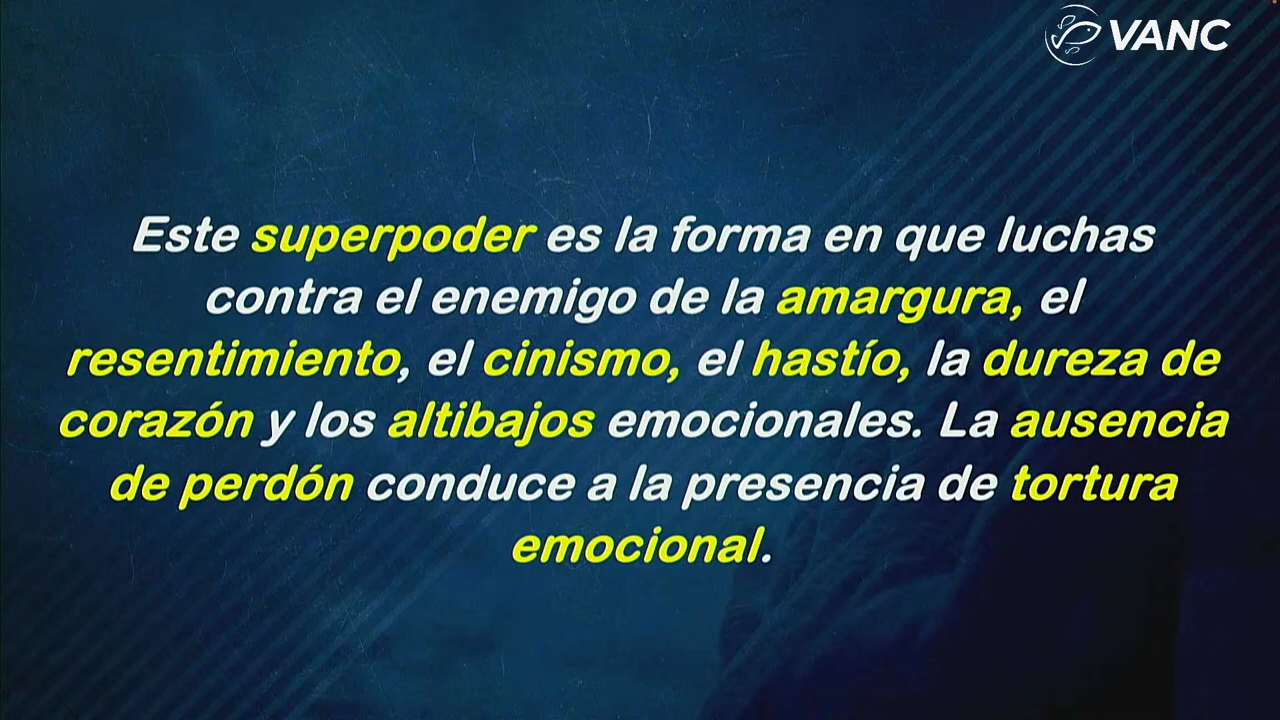 VANC
Este superpoder es la forma en que luchas
contra el enemigo de la amargura, el
resentimiento, el cinismo, el hastío, la dureza de
corazón y los altibajos emocionales. La ausencia
de perdón conduce a la presencia de tortura
emocional.